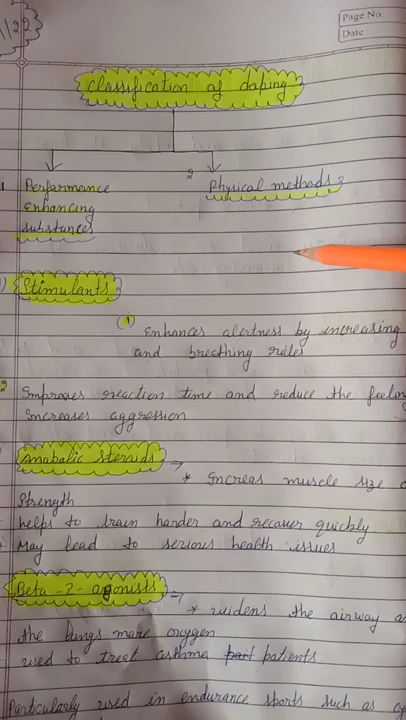 Page No.
Date
Classification of doping
1 Performance
2 Physical methods
Enhancing
substances
Stimulants
1
Enhances alertness by increasing
and breathing rates
2 Improves reaction time and reduce the feelin
Increases aggression
Anabolic Steroids
* Increas muscle size
Strength
helps to train harder and recover quickly
May lead to serious health issues
Beta-2-agonists
* widens the airway
the lungs more oxygen
used to treat asthma patients
Particularly used in endurance sports such as